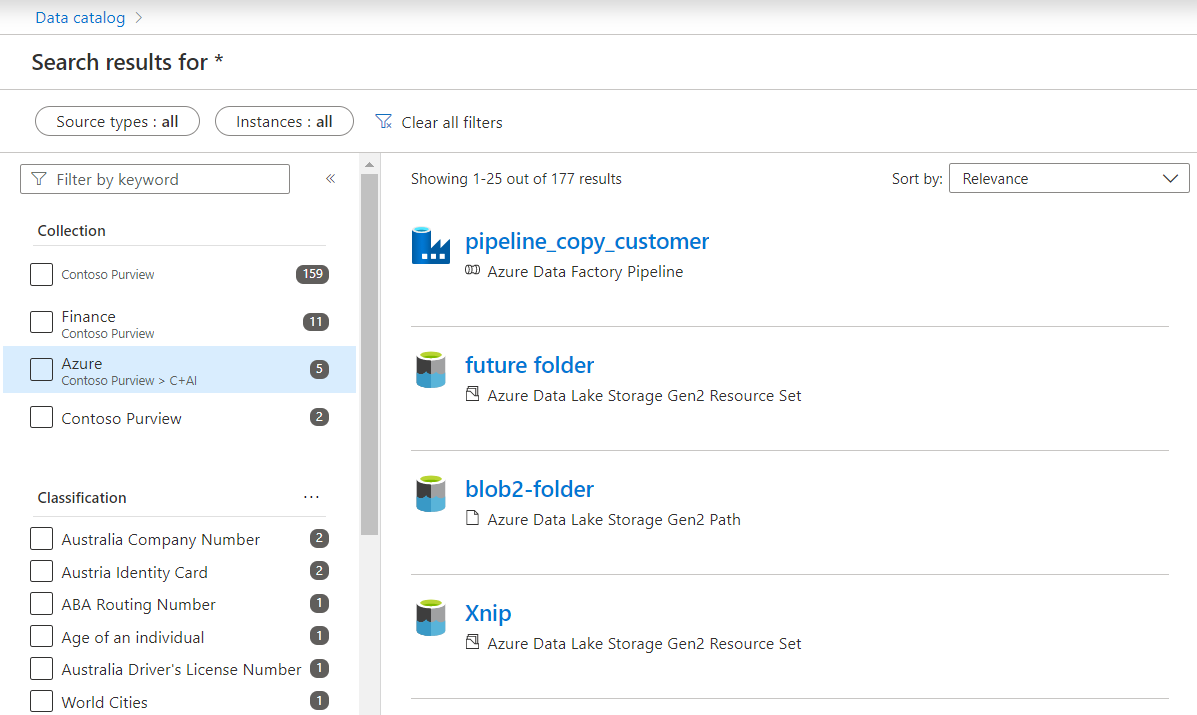 Data catalog
Search results for *
Source types : all
Instances : all
Clear all filters
Filter by keyword
Collection
Contoso Purview 159
Finance 11
Contoso Purview
Azure 5
Contoso Purview > C+AI
Contoso Purview 2
Classification ...
Australia Company Number 2
Austria Identity Card 2
ABA Routing Number 1
Age of an individual 1
Australia Driver's License Number 1
World Cities 1
Showing 1-25 out of 177 results
Sort by: Relevance
pipeline_copy_customer
Azure Data Factory Pipeline
future folder
Azure Data Lake Storage Gen2 Resource Set
blob2-folder
Azure Data Lake Storage Gen2 Path
Xnip
Azure Data Lake Storage Gen2 Resource Set